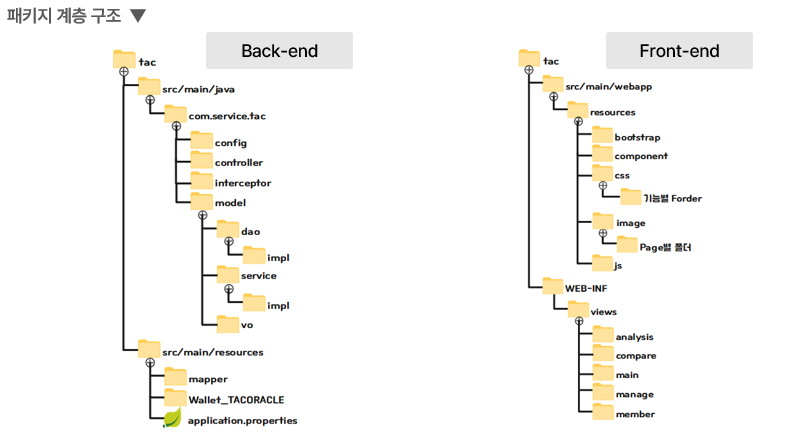 패키지 계층 구조 ▼
Back-end
tac
src/main/java
com.service.tac
config
controller
interceptor
model
dao
impl
service
impl
vo
src/main/resources
mapper
Wallet_TACORACLE
application.properties
Front-end
tac
src/main/webapp
resources
bootstrap
component
css
기능별 Forder
image
Page별 폴더
js
WEB-INF
views
analysis
compare
main
manage
member